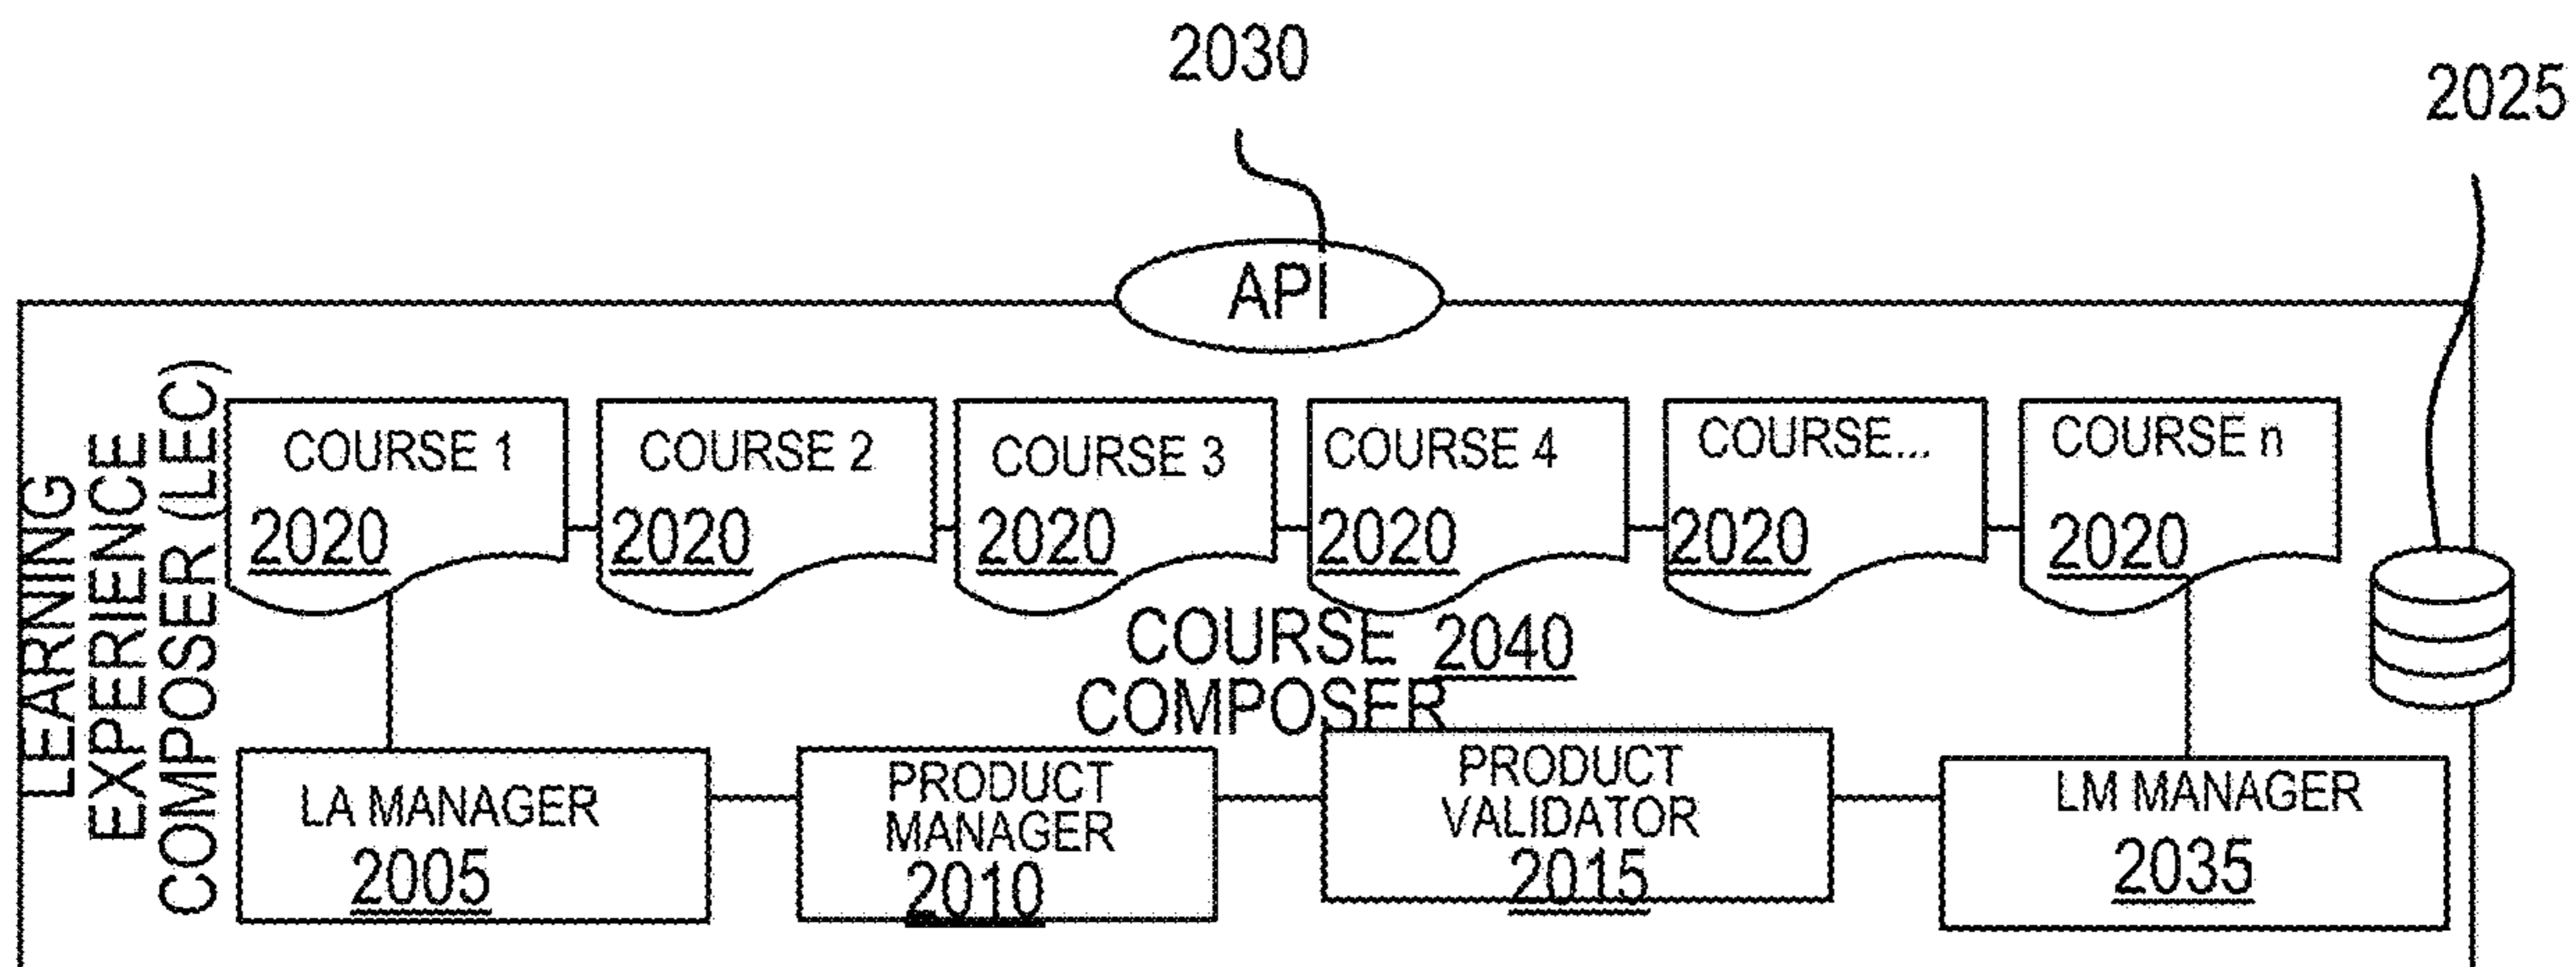 2030
2025
API
LEARNING
EXPERIENCE
COMPOSER (LEC)
COURSE 1
2020
COURSE 2
2020
COURSE 3
2020
COURSE 4
2020
COURSE...
2020
COURSE n
2020
COURSE 2040
COMPOSER
LA MANAGER
2005
PRODUCT
MANAGER
2010
PRODUCT
VALIDATOR
2015
LM MANAGER
2035